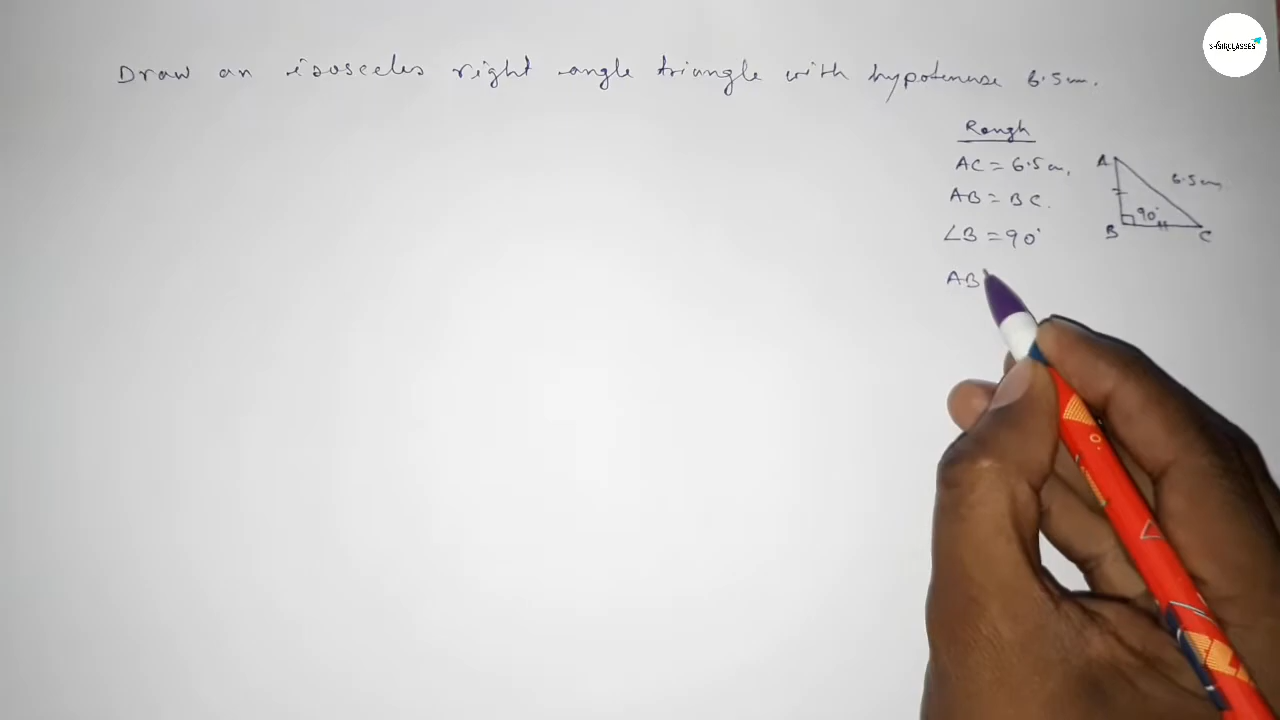 Draw an isosceles right angle triangle with hypotenuse 6.5cm.
Rough
AC = 6.5cm,
AB = BC.
∠B = 90°
AB
A
6.5cm
90°
B
C